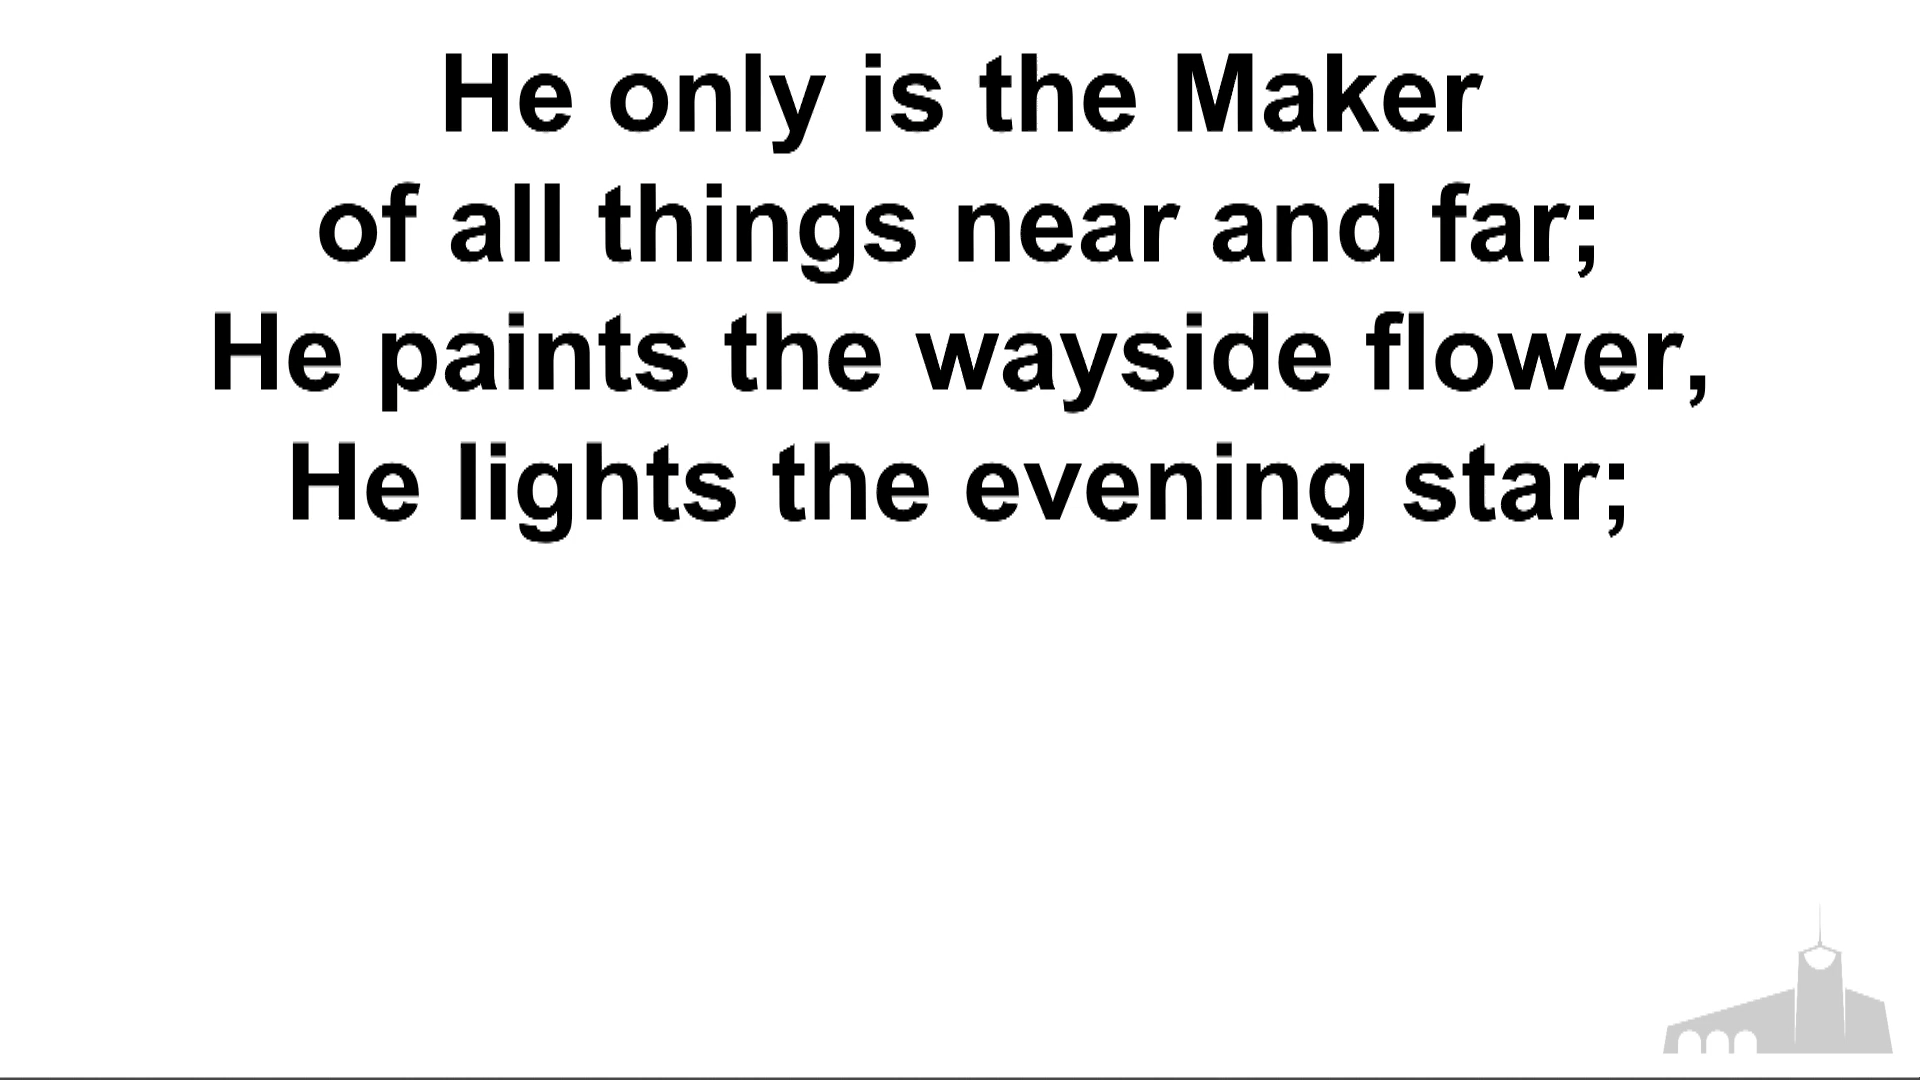 He only is the Maker
of all things near and far;
He paints the wayside flower,
He lights the evening star;